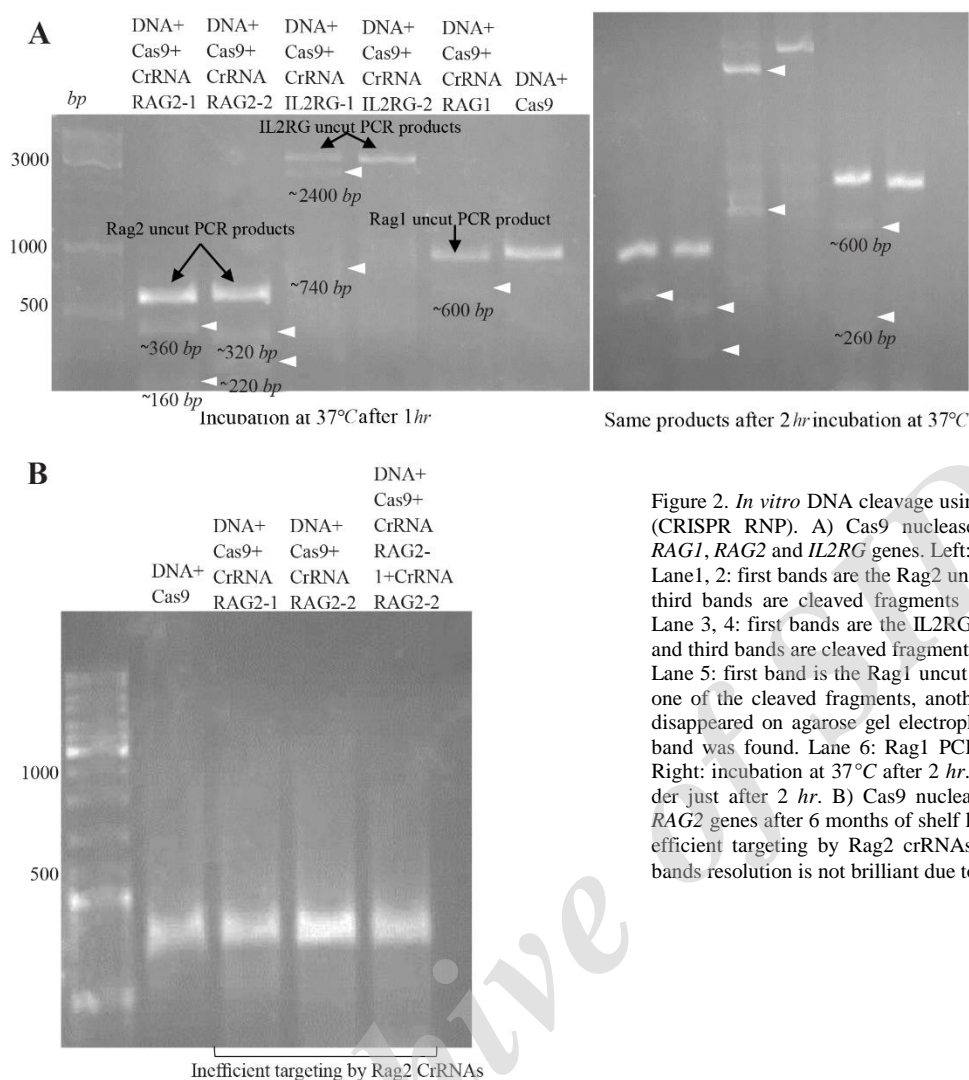 A
DNA+ DNA+ DNA+ DNA+ DNA+
Cas9+ Cas9+ Cas9+ Cas9+ Cas9+
CrRNA CrRNA CrRNA CrRNA CrRNA DNA+
bp RAG2-1 RAG2-2 IL2RG-1 IL2RG-2 RAG1 Cas9
IL2RG uncut PCR products
3000
~2400 bp
Rag2 uncut PCR products Rag1 uncut PCR product
1000
~740 bp
500 ~600 bp
~360 bp ~320 bp
~160 bp ~220 bp
Incubation at 37°C after 1hr
~600 bp
~260 bp
Same products after 2 hr incubation at 37°C
B
DNA+
Cas9+
DNA+ DNA+ CrRNA
Cas9+ Cas9+ RAG2-
DNA+ CrRNA CrRNA 1+CrRNA
Cas9 RAG2-1 RAG2-2 RAG2-2
1000
500
Inefficient targeting by Rag2 CrRNAs
Figure 2. In vitro DNA cleavage usin
(CRISPR RNP). A) Cas9 nuclease
RAG1, RAG2 and IL2RG genes. Left:
Lane1, 2: first bands are the Rag2 un
third bands are cleaved fragments
Lane 3, 4: first bands are the IL2RG
and third bands are cleaved fragment
Lane 5: first band is the Rag1 uncut
one of the cleaved fragments, anoth
disappeared on agarose gel electroph
band was found. Lane 6: Rag1 PCR
Right: incubation at 37°C after 2 hr.
der just after 2 hr. B) Cas9 nuclea
RAG2 genes after 6 months of shelf l
efficient targeting by Rag2 crRNAs
bands resolution is not brilliant due to
hive of SID